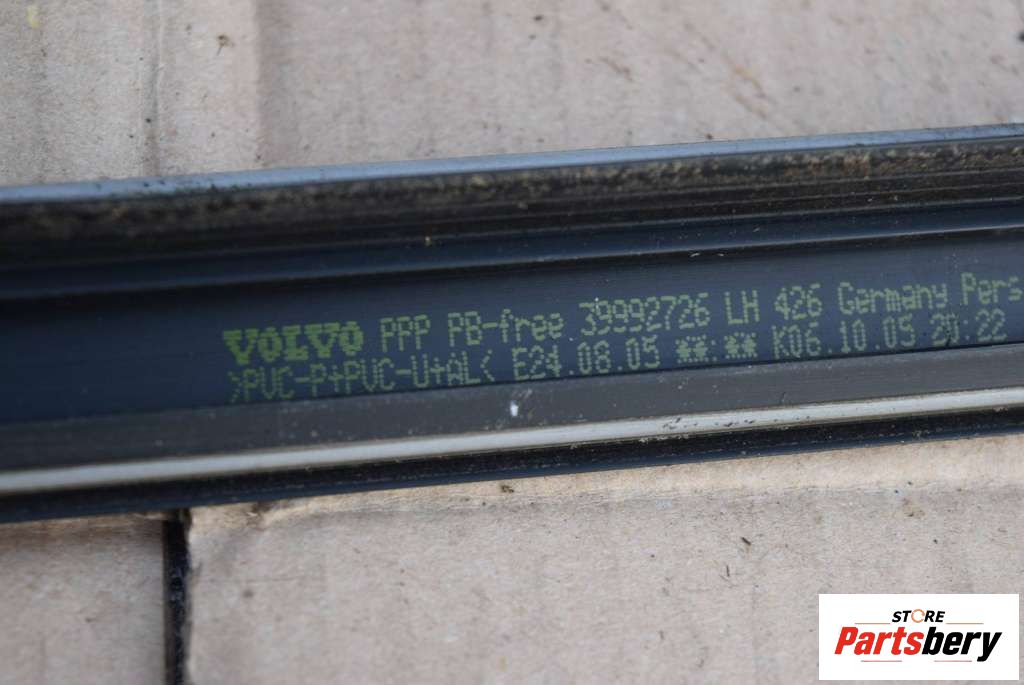 VOLVO PPP PB-free 39992726 LH 426 Germany Pers
>PVC-P+PVC-U+AL< E24.08.05 **:** K06 10.05 20:22
STORE
Partsbery